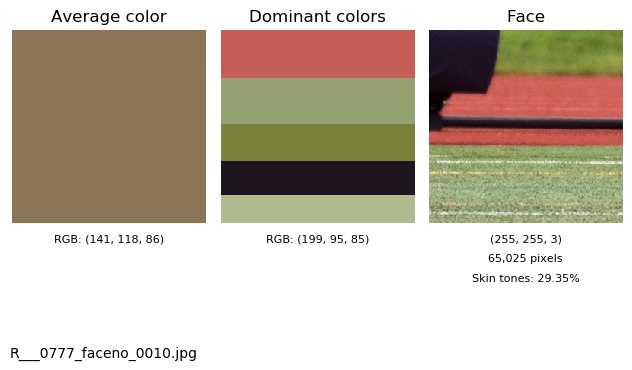 Average color
Dominant colors
Face
RGB: (141, 118, 86)
RGB: (199, 95, 85)
(255, 255, 3)
65,025 pixels
Skin tones: 29.35%
R___0777_faceno_0010.jpg